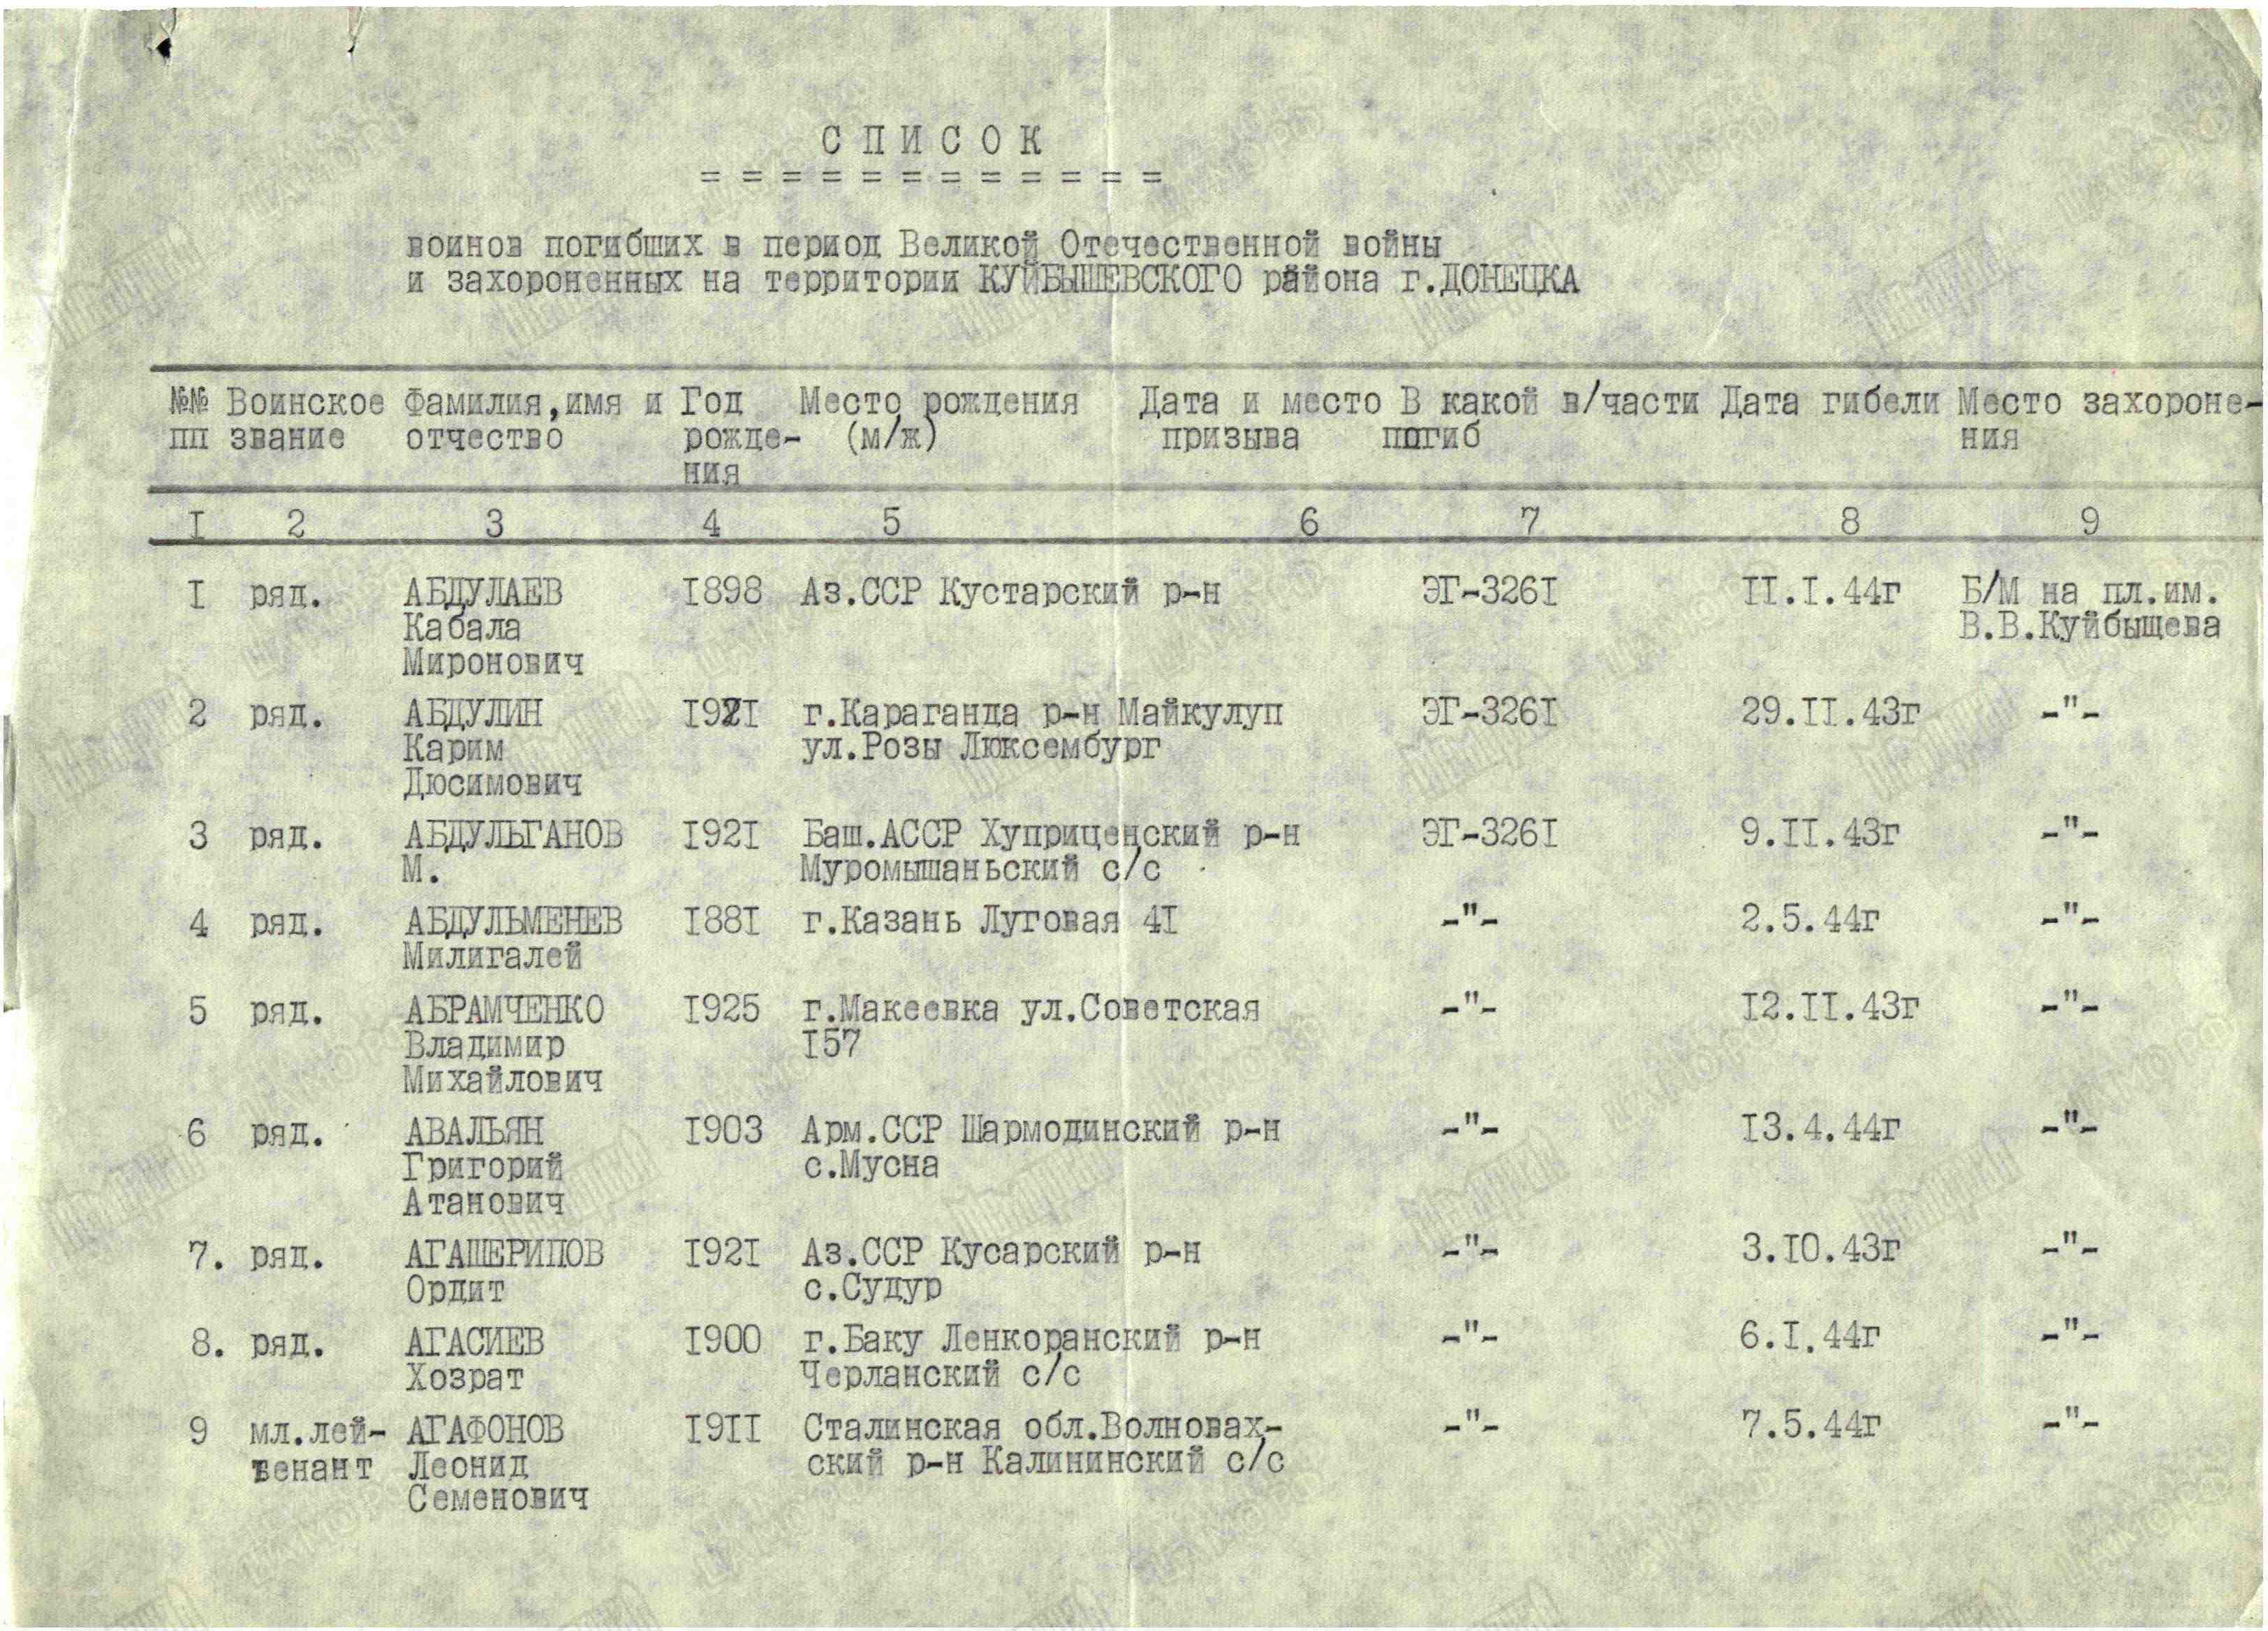 СПИСОК
= = = = = = = = = = = =
воинов погибших в период Великой Отечественной войны
и захороненных на территории КУЙБЫШЕВСКОГО района г.ДОНЕЦКА
№№ Воинское Фамилия,имя и Год Место рождения Дата и место В какой в/части Дата гибели Место захороне-
пп звание отчество рожде- (м/ж) призыва погиб ния
ния
I 2 3 4 5 6 7 8 9
I ряд. АБДУЛАЕВ I898 Аз.ССР Кустарский р-н ЭГ-326I II.I.44г Б/М на пл.им.
Кабала В.В.Куйбыщева
Миронович
2 ряд. АБДУЛИН I92I г.Караганда р-н Майкулуп ЭГ-326I 29.II.43г -"-
Карим ул.Розы Люксембург
Дюсимович
3 ряд. АБДУЛЬГАНОВ I92I Баш.АССР Хуприценский р-н ЭГ-326I 9.II.43г -"-
М. Муромышаньский с/с
4 ряд. АБДУЛЬМЕНЕВ I88I г.Казань Луговая 4I -"- 2.5.44г -"-
Милигалей
5 ряд. АБРАМЧЕНКО I925 г.Макеевка ул.Советская -"- I2.II.43г -"-
Владимир I57
Михайлович
6 ряд. АВАЛЬЯН I903 Арм.ССР Шармодинский р-н -"- I3.4.44г -"-
Григорий с.Мусна
Атанович
7. ряд. АГАШЕРИПОВ I92I Аз.ССР Кусарский р-н -"- 3.I0.43г -"-
Ордит с.Судур
8. ряд. АГАСИЕВ I900 г.Баку Ленкоранский р-н -"- 6.I.44г -"-
Хозрат Черланский с/с
9 мл.лей- АГАФОНОВ I9II Сталинская обл.Волновах- -"- 7.5.44г -"-
тенант Леонид ский р-н Калининский с/с
Семенович